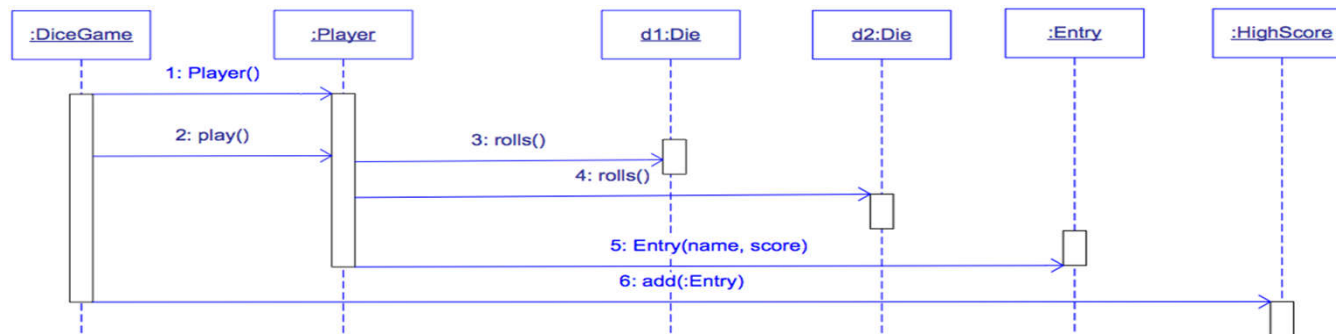 :DiceGame
:Player
d1:Die
d2:Die
:Entry
:HighScore
1: Player()
2: play()
3: rolls()
4: rolls()
5: Entry(name, score)
6: add(:Entry)